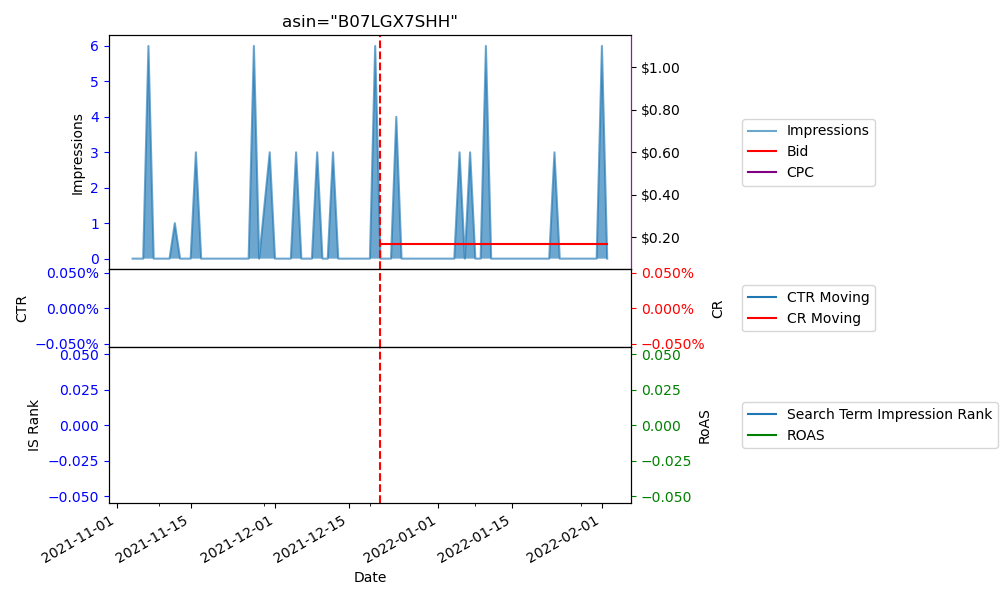 asin="B07LGX7SHH"
Impressions
6
5
4
3
2
1
0
$1.00
$0.80
$0.60
$0.40
$0.20
Impressions
Bid
CPC
CTR
0.050%
0.000%
−0.050%
0.050%
0.000%
−0.050%
CR
CTR Moving
CR Moving
IS Rank
0.050
0.025
0.000
−0.025
−0.050
0.050
0.025
0.000
−0.025
−0.050
RoAS
Search Term Impression Rank
ROAS
2021-11-01
2021-11-15
2021-12-01
2021-12-15
2022-01-01
2022-01-15
2022-02-01
Date